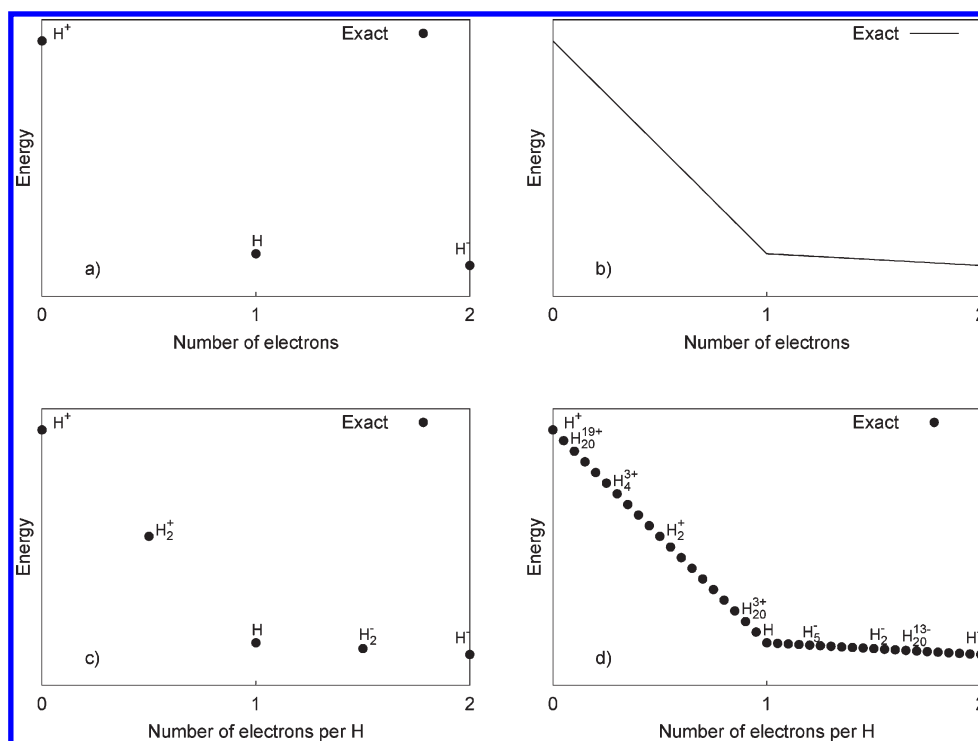 H+
Exact
Energy
H
H-
a)
0 1 2
Number of electrons
Exact
Energy
b)
0 1 2
Number of electrons
H+
Exact
H2+
Energy
H
H2-
H-
c)
0 1 2
Number of electrons per H
H+
Exact
H20 19+
H4 3+
H2+
Energy
H20 3+
H
H5-
H2-
H20 13-
H-
d)
0 1 2
Number of electrons per H